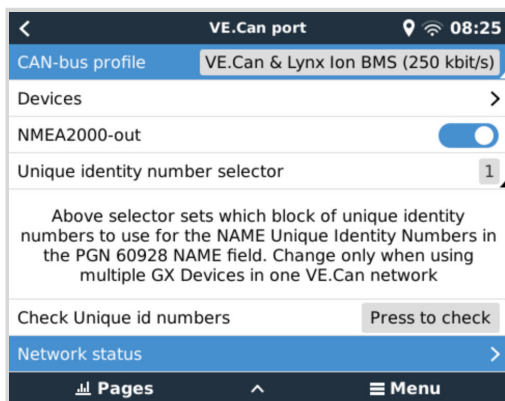 VE.Can port 08:25
CAN-bus profile VE.Can & Lynx Ion BMS (250 kbit/s)
Devices
NMEA2000-out
Unique identity number selector 1
Above selector sets which block of unique identity
numbers to use for the NAME Unique Identity Numbers in
the PGN 60928 NAME field. Change only when using
multiple GX Devices in one VE.Can network
Check Unique id numbers Press to check
Network status
Pages Menu